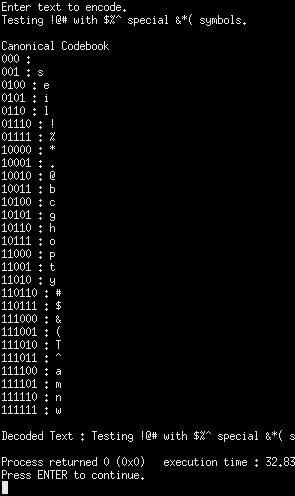 Enter text to encode.
Testing !@# with $%^ special &*( symbols.
Canonical Codebook
000 :
001 : s
0100 : e
0101 : i
0110 : l
01110 : !
01111 : %
10000 : *
10001 : .
10010 : @
10011 : b
10100 : c
10101 : g
10110 : h
10111 : o
11000 : p
11001 : t
11010 : y
110110 : #
110111 : $
111000 : &
111001 : (
111010 : T
111011 : ^
111100 : a
111101 : m
111110 : n
111111 : w
Decoded Text : Testing !@# with $%^ special &*( s
Process returned 0 (0x0) execution time : 32.83
Press ENTER to continue.